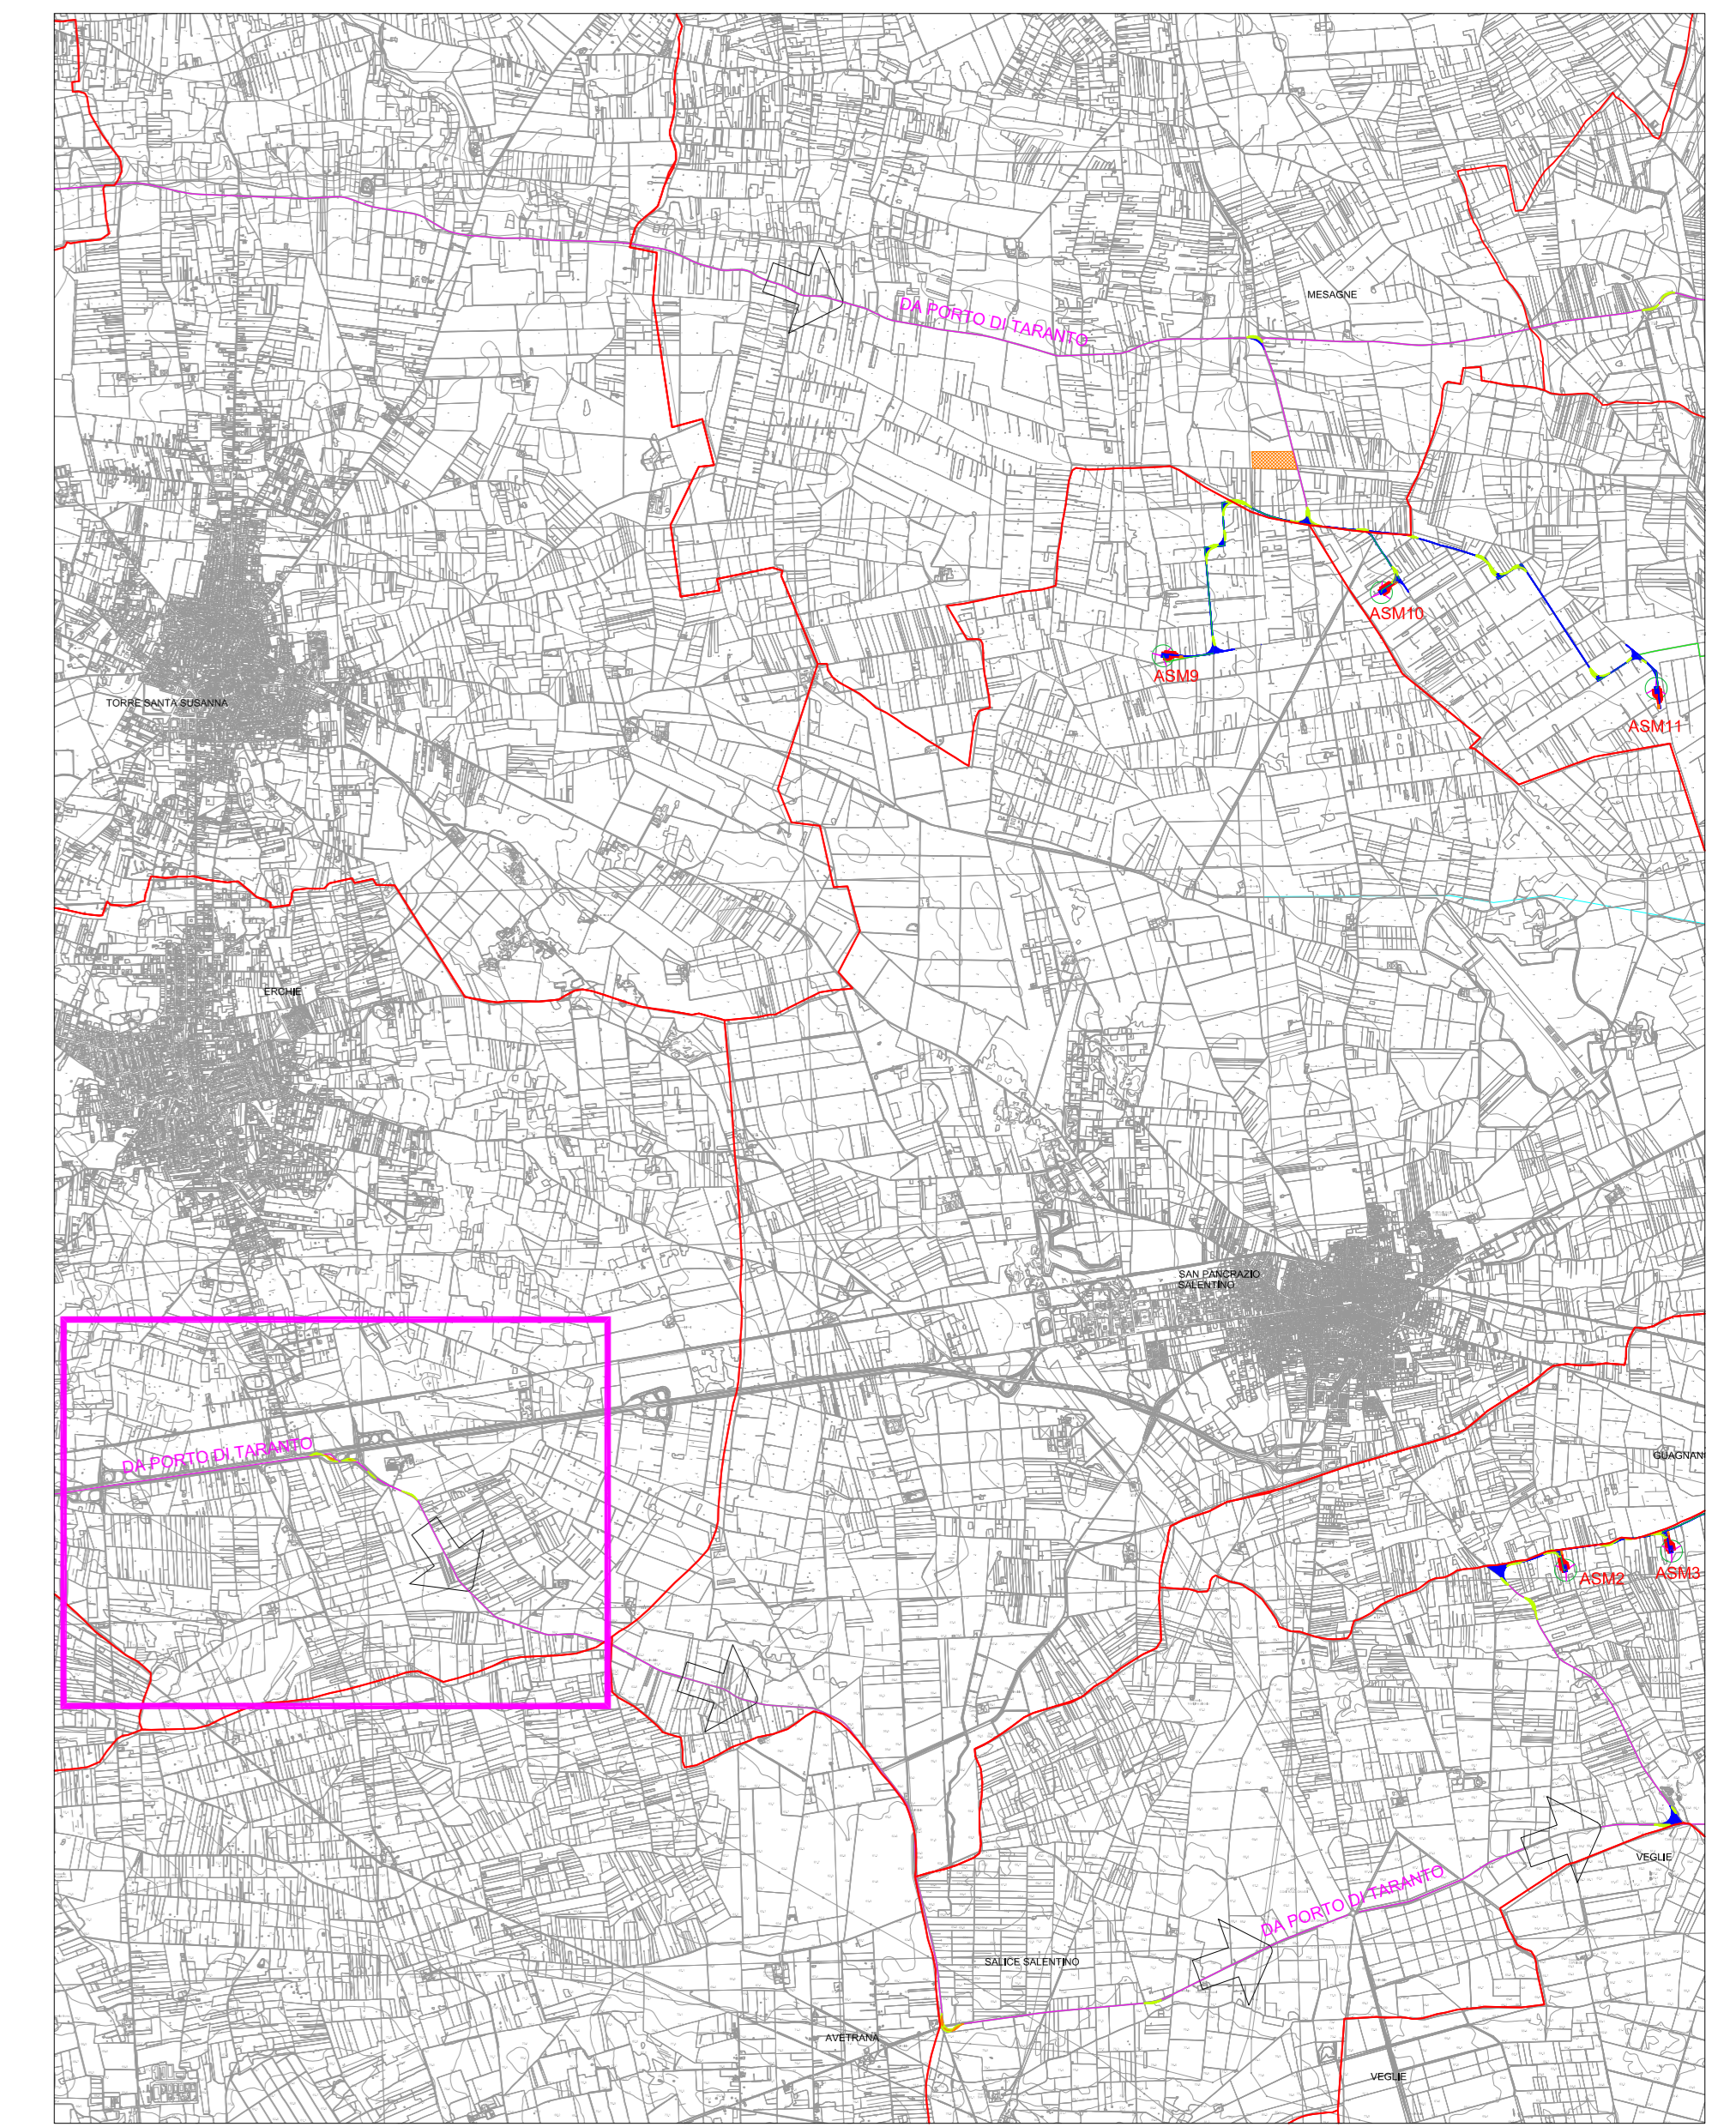 MESAGNE
DA PORTO DI TARANTO
ASM10
ASM9
TORRE SANTA SUSANNA
ASM11
ERCHIE
SAN PANCRAZIO
SALENTINO
DA PORTO DI TARANTO
GUAGNAN
ASM2
ASM3
VEGLIE
DA PORTO DI TARANTO
SALICE SALENTINO
AVETRANA
VEGLIE